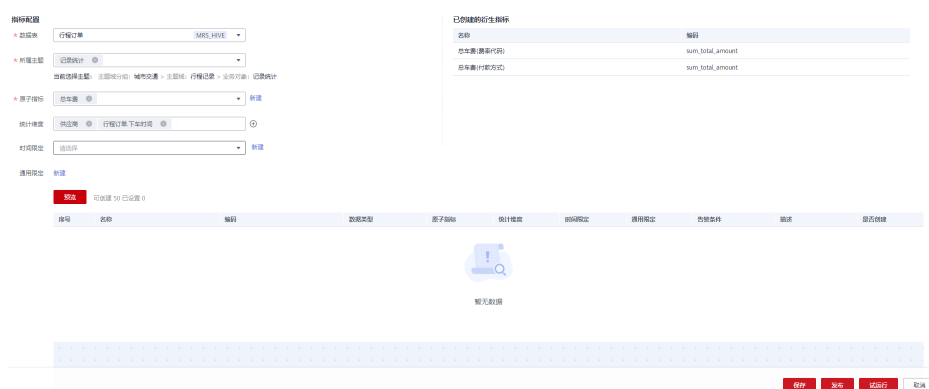 指标配置
* 数据表 行程订单 MRS_HIVE
* 所属主题 记录统计
当前选择主题: 主题域分组: 城市交通 > 主题域: 行程记录 > 业务对象: 记录统计
* 原子指标 总车费 新建
统计维度 供应商 行程订单.下车时间
时间限定 请选择 新建
通用限定 新建
预览 可创建 50 已设置 0
已创建的衍生指标
名称 编码
总车费(费率代码) sum_total_amount
总车费(付款方式) sum_total_amount
序号 名称 编码 数据类型 原子指标 统计维度 时间限定 通用限定 告警条件 描述 是否创建
暂无数据
保存 发布 试运行 取消